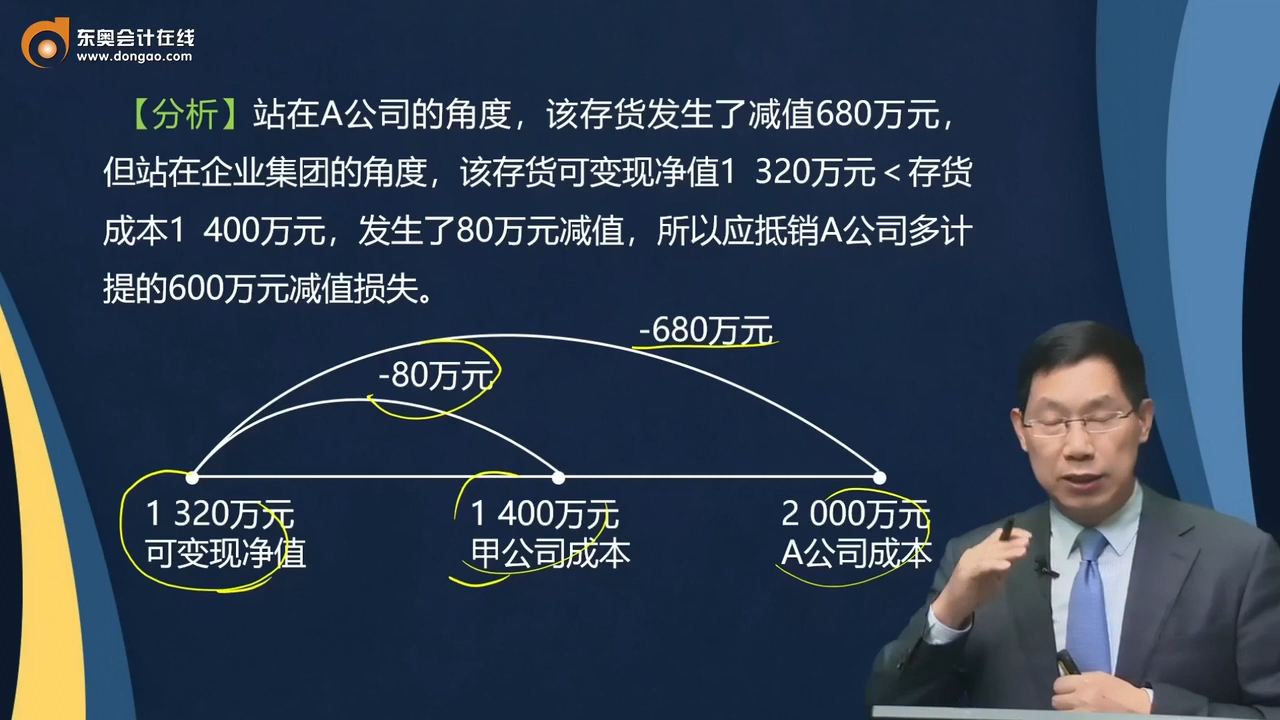 东奥会计在线
www.dongao.com
【分析】站在A公司的角度，该存货发生了减值680万元，
但站在企业集团的角度，该存货可变现净值1 320万元＜存货
成本1 400万元，发生了80万元减值，所以应抵销A公司多计
提的600万元减值损失。
-680万元
-80万元
1 320万元
可变现净值
1 400万元
甲公司成本
2 000万元
A公司成本